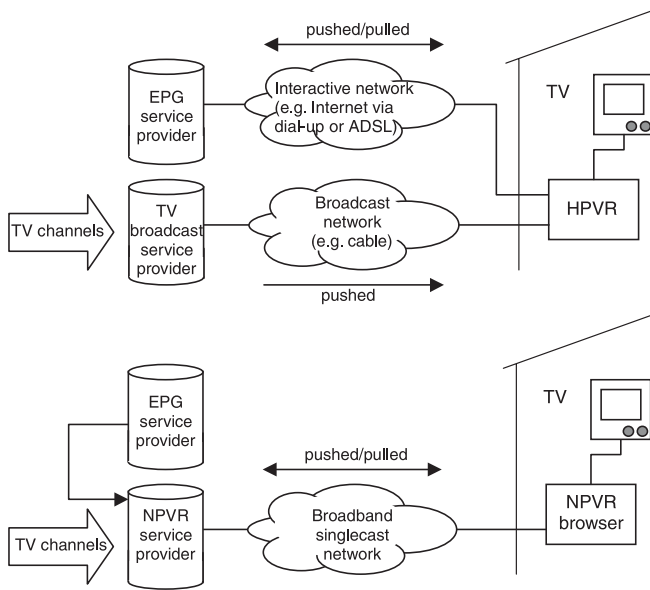 pushed/pulled
EPG
service
provider
Interactive network
(e.g. Internet via
dial-up or ADSL)
TV
TV channels
TV
broadcast
service
provider
Broadcast
network
(e.g. cable)
HPVR
pushed
EPG
service
provider
TV
pushed/pulled
TV channels
NPVR
service
provider
Broadband
singlecast
network
NPVR
browser